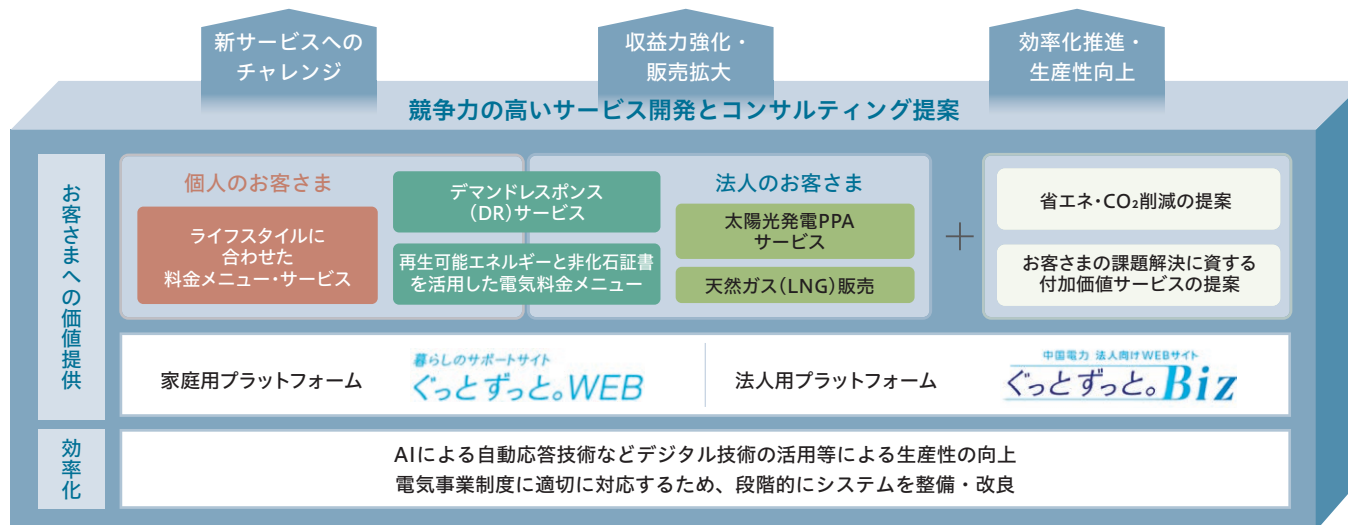 新サービスへの
チャレンジ
収益力強化・
販売拡大
効率化推進・
生産性向上
競争力の高いサービス開発とコンサルティング提案
お客さまへの価値提供
個人のお客さま
ライフスタイルに
合わせた
料金メニュー・サービス
デマンドレスポンス
（DR）サービス
再生可能エネルギーと非化石証書
を活用した電気料金メニュー
法人のお客さま
太陽光発電PPA
サービス
天然ガス（LNG）販売
＋
省エネ・CO₂削減の提案
お客さまの課題解決に資する
付加価値サービスの提案
家庭用プラットフォーム
暮らしのサポートサイト
ぐっとずっと。WEB
法人用プラットフォーム
中国電力 法人向けWEBサイト
ぐっとずっと。Biz
効率化
AIによる自動応答技術などデジタル技術の活用等による生産性の向上
電気事業制度に適切に対応するため、段階的にシステムを整備・改良